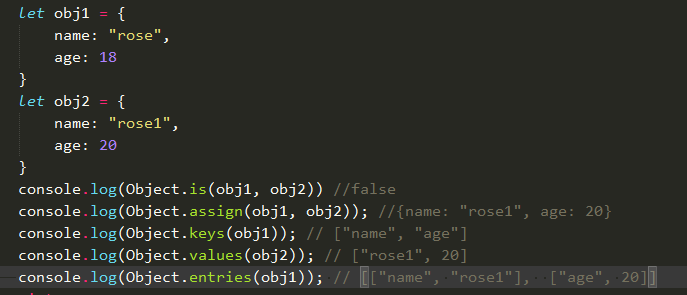 let obj1 = {
    name: "rose",
    age: 18
}
let obj2 = {
    name: "rose1",
    age: 20
}
console.log(Object.is(obj1, obj2)) //false
console.log(Object.assign(obj1, obj2)); //{name: "rose1", age: 20}
console.log(Object.keys(obj1)); // ["name", "age"]
console.log(Object.values(obj2)); // ["rose1", 20]
console.log(Object.entries(obj1)); // [["name", "rose1"],  ["age", 20]]